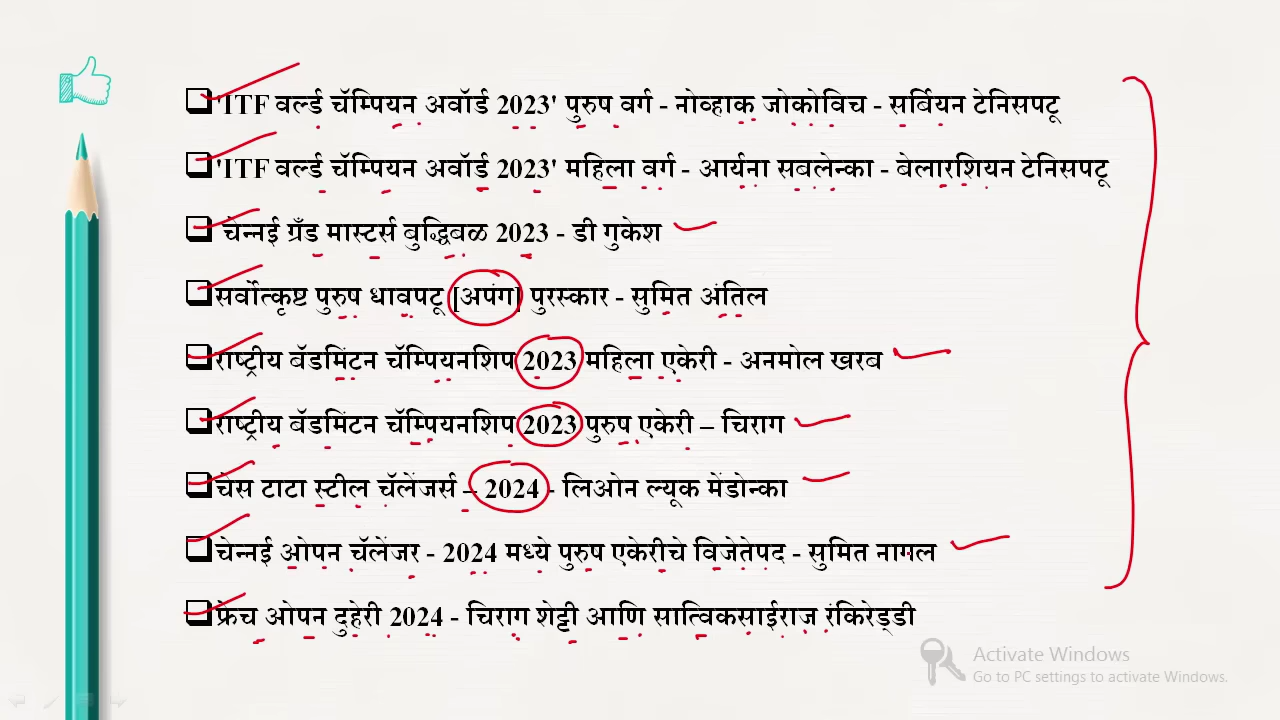 'ITF वर्ल्ड चॅम्पियन अवॉर्ड 2023' पुरुष वर्ग - नोव्हाक जोकोविच - सर्बियन टेनिसपटू
'ITF वर्ल्ड चॅम्पियन अवॉर्ड 2023' महिला वर्ग - आर्यना सबलेन्का - बेलारशियन टेनिसपटू
चेन्नई ग्रँड मास्टर्स बुद्धिबळ 2023 - डी गुकेश
सर्वोत्कृष्ट पुरुष धावपटू [अपंग] पुरस्कार - सुमित अंतिल
राष्ट्रीय बॅडमिंटन चॅम्पियनशिप 2023 महिला एकेरी - अनमोल खरब
राष्ट्रीय बॅडमिंटन चॅम्पियनशिप 2023 पुरुष एकेरी – चिराग
चेस टाटा स्टील चॅलेंजर्स – 2024 - लिओन ल्यूक मेंडोन्का
चेन्नई ओपन चॅलेंजर - 2024 मध्ये पुरुष एकेरीचे विजेतेपद - सुमित नागल
फ्रेंच ओपन दुहेरी 2024 - चिराग शेट्टी आणि सात्विकसाईराज रंकिरेड्डी
Activate Windows
Go to PC settings to activate Windows.